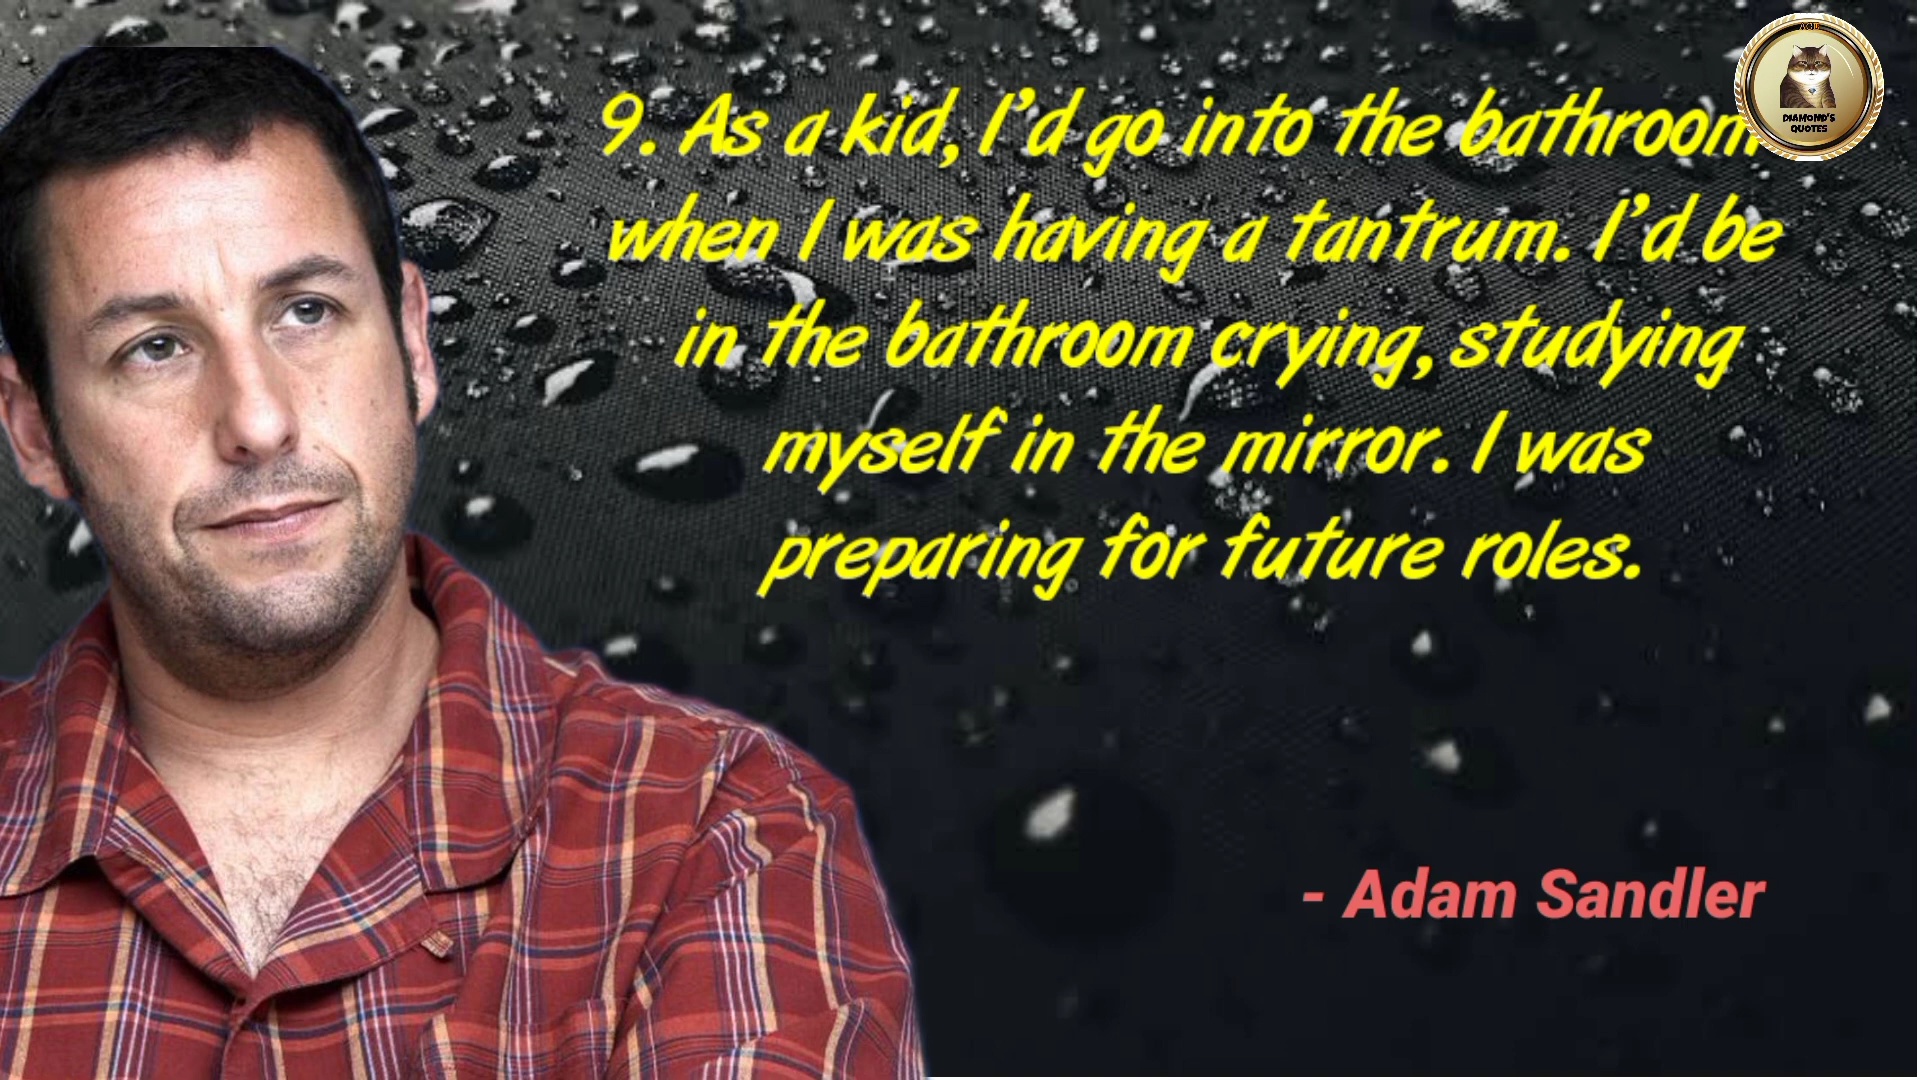 9. As a kid, I'd go into the bathroom
when I was having a tantrum. I'd be
in the bathroom crying, studying
myself in the mirror. I was
preparing for future roles.
- Adam Sandler
DIAMOND'S
QUOTES